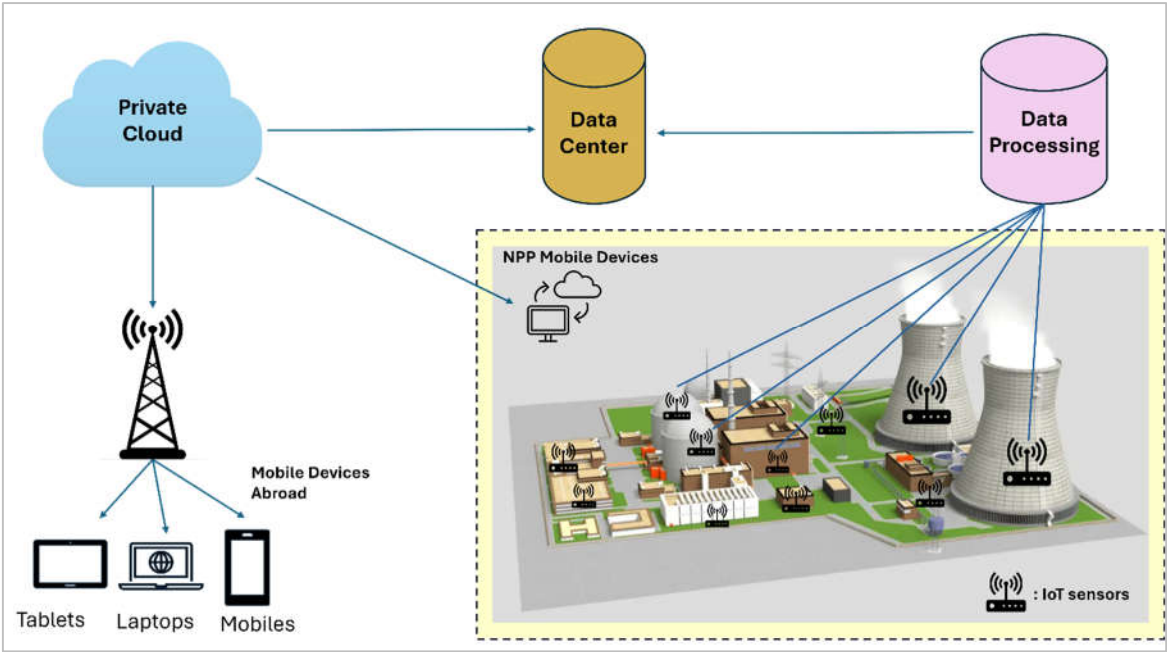 Private
Cloud
Data
Center
Data
Processing
NPP Mobile Devices
Mobile Devices
Abroad
Tablets
Laptops
Mobiles
: IoT sensors